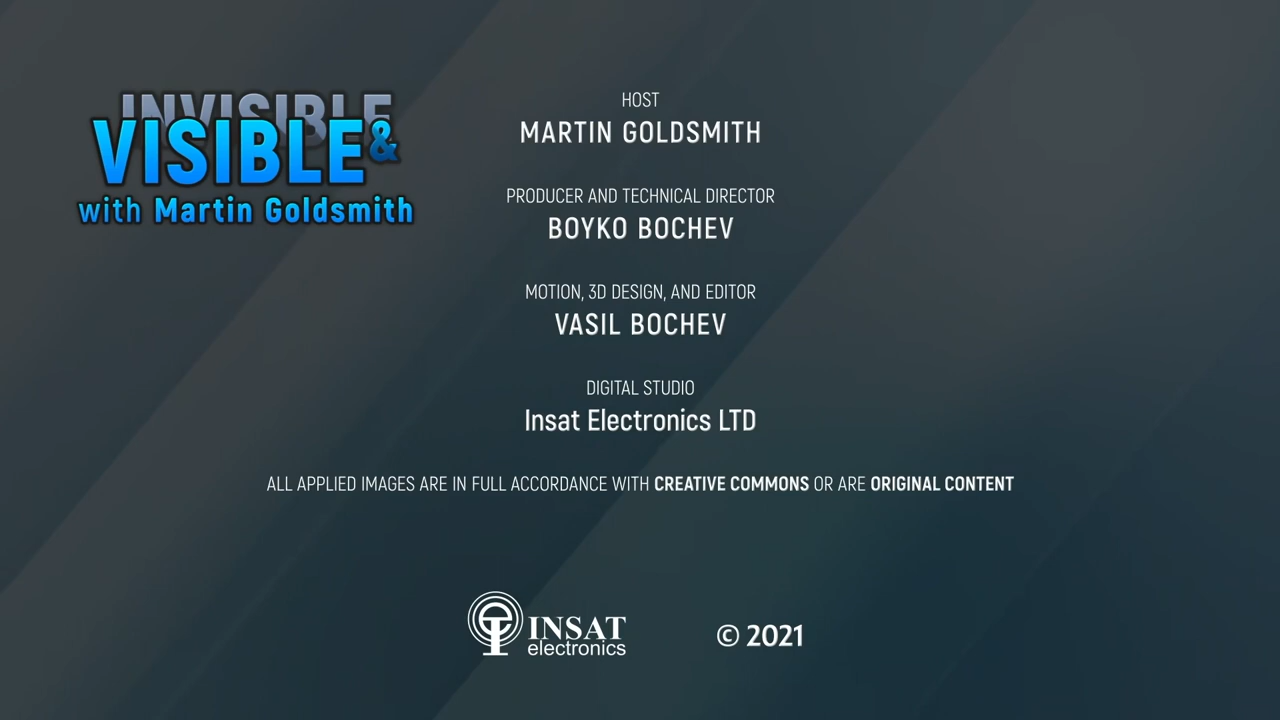 INVISIBLE
VISIBLE &
with Martin Goldsmith
HOST
MARTIN GOLDSMITH
PRODUCER AND TECHNICAL DIRECTOR
BOYKO BOCHEV
MOTION, 3D DESIGN, AND EDITOR
VASIL BOCHEV
DIGITAL STUDIO
Insat Electronics LTD
ALL APPLIED IMAGES ARE IN FULL ACCORDANCE WITH CREATIVE COMMONS OR ARE ORIGINAL CONTENT
INSAT
electronics
© 2021